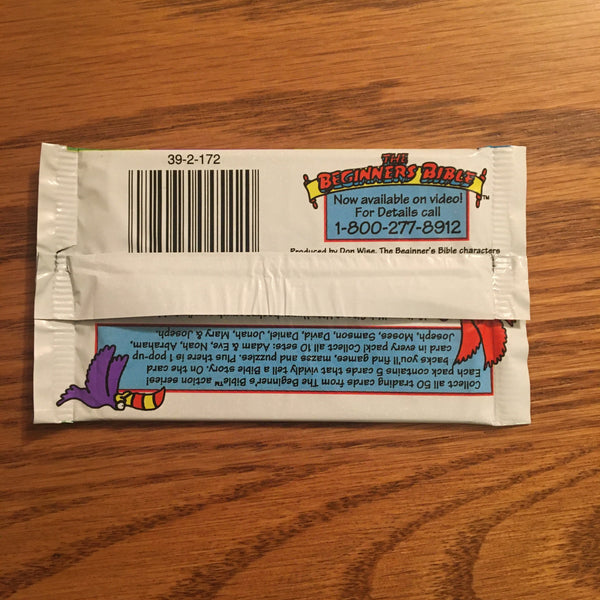 39-2-172
THE
BEGINNERS BIBLE™
Now available on video!
For Details call
1-800-277-8912
Produced by Don Wise. The Beginner's Bible characters
Collect all 50 trading cards from The Beginner's Bible™ action series!
Each pack contains 5 cards that vividly tell a Bible story. On the card
backs you'll find games, mazes and puzzles. Plus there is 1 pop-up
card in every pack! Collect all 10 sets: Adam & Eve, Noah, Abraham,
Joseph, Moses, Samson, David, Daniel, Jonah, Mary & Joseph.